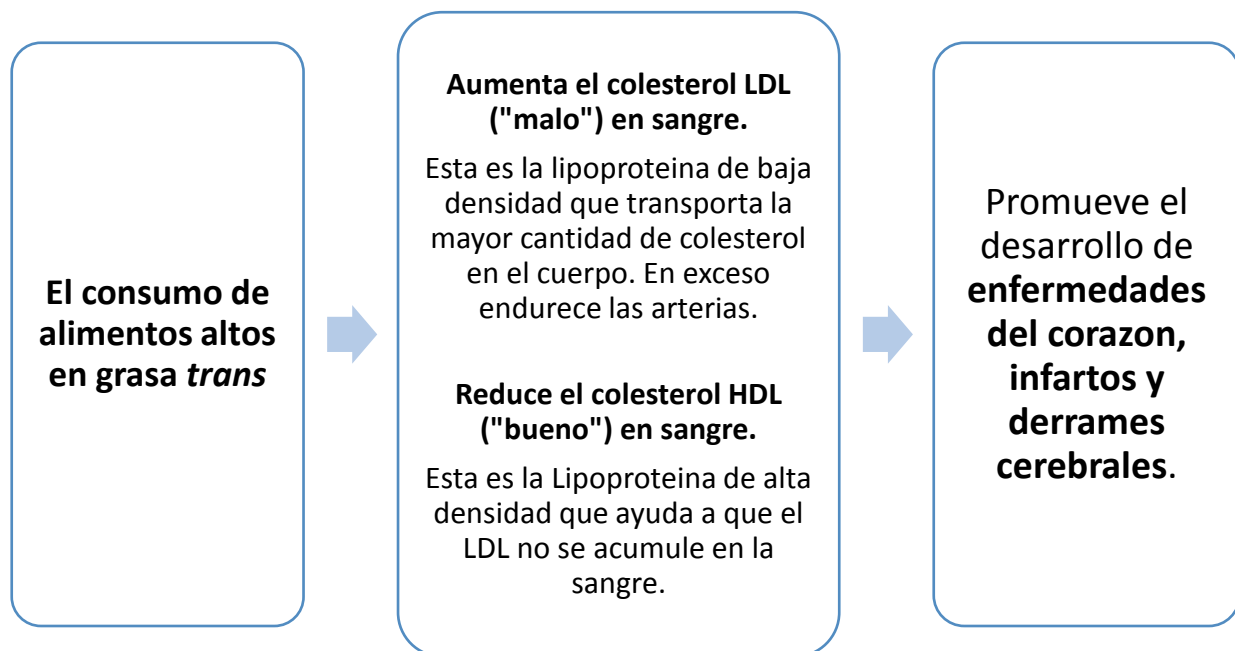 El consumo de
alimentos altos
en grasa trans
Aumenta el colesterol LDL
("malo") en sangre.
Esta es la lipoproteina de baja
densidad que transporta la
mayor cantidad de colesterol
en el cuerpo. En exceso
endurece las arterias.
Reduce el colesterol HDL
("bueno") en sangre.
Esta es la Lipoproteina de alta
densidad que ayuda a que el
LDL no se acumule en la
sangre.
Promueve el
desarrollo de
enfermedades
del corazon,
infartos y
derrames
cerebrales.